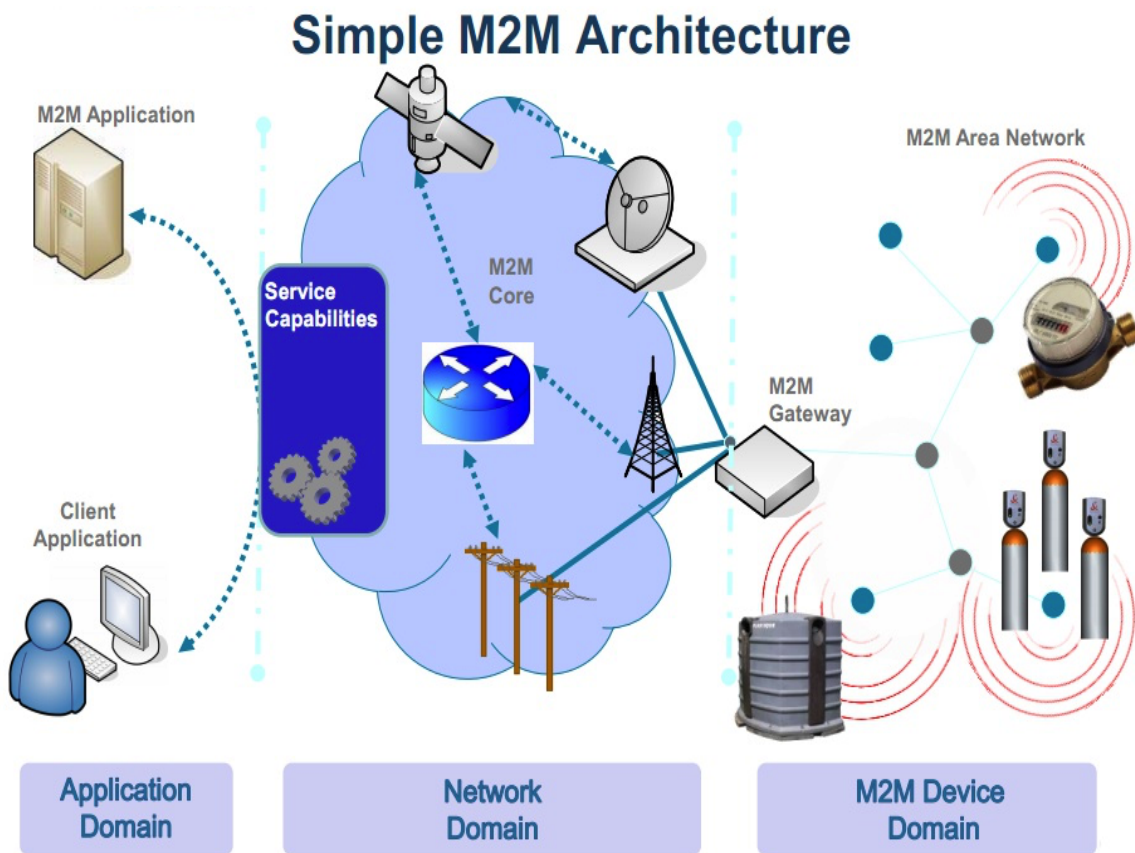 Simple M2M Architecture
M2M Application
M2M Area Network
M2M
Core
Service
Capabilities
M2M
Gateway
Client
Application
Application
Domain
Network
Domain
M2M Device
Domain